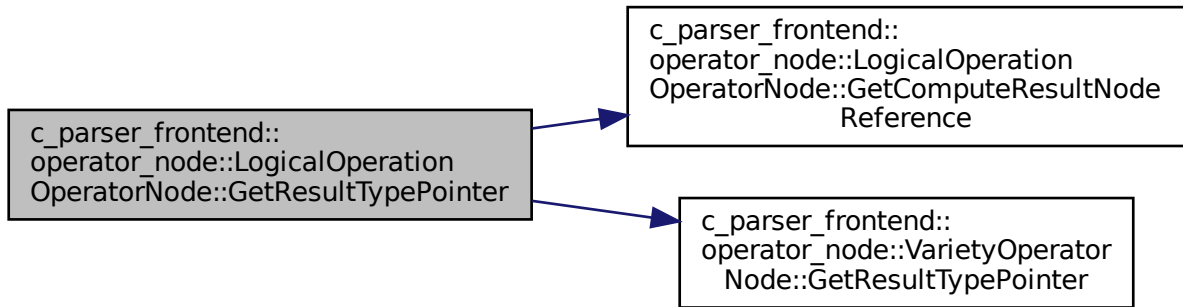 c_parser_frontend::
operator_node::LogicalOperation
OperatorNode::GetResultTypePointer
c_parser_frontend::
operator_node::LogicalOperation
OperatorNode::GetComputeResultNode
Reference
c_parser_frontend::
operator_node::VarietyOperator
Node::GetResultTypePointer